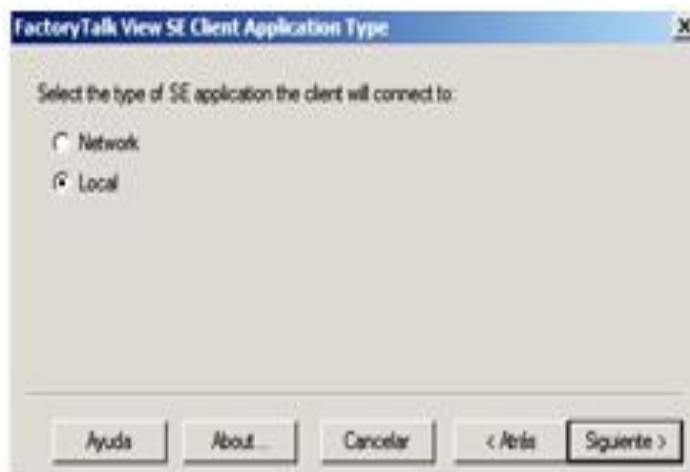 FactoryTalk View SE Client Application Type
X
Select the type of SE application the client will connect to:
Network
Local
Ayuda
About...
Cancelar
< Atrás
Siguiente >